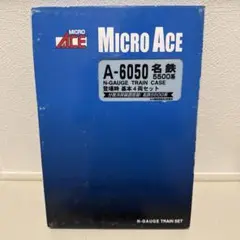 MICRO
ACE
MICRO ACE
A-6050 名鉄
5500系
N-GAUGE TRAIN CASE
登場時 基本4両セット
N-GAUGE TRAIN SET